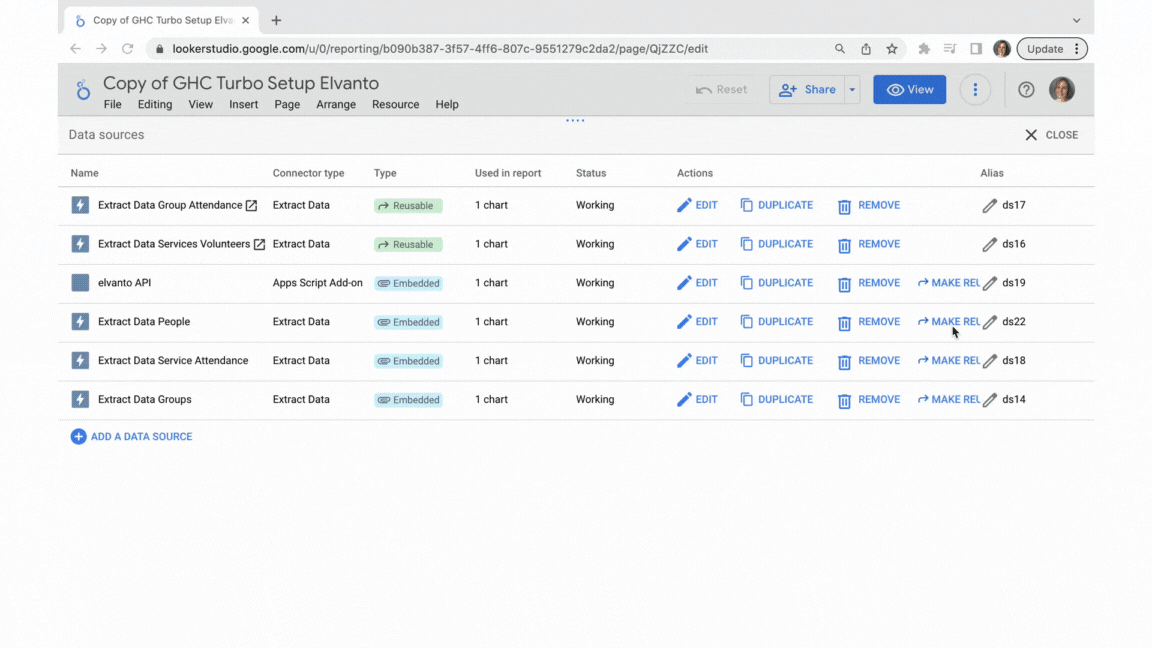 Copy of GHC Turbo Setup Elva
lookerstudio.google.com/u/0/reporting/b090b387-3f57-4ff6-807c-9551279c2da2/page/QjZZC/edit Update
Copy of GHC Turbo Setup Elvanto
File Editing View Insert Page Arrange Resource Help
Reset Share View
Data sources CLOSE
Name Connector type Type Used in report Status Actions Alias
Extract Data Group Attendance Extract Data Reusable 1 chart Working EDIT DUPLICATE REMOVE ds17
Extract Data Services Volunteers Extract Data Reusable 1 chart Working EDIT DUPLICATE REMOVE ds16
elvanto API Apps Script Add-on Embedded 1 chart Working EDIT DUPLICATE REMOVE MAKE REU ds19
Extract Data People Extract Data Embedded 1 chart Working EDIT DUPLICATE REMOVE MAKE REU ds22
Extract Data Service Attendance Extract Data Embedded 1 chart Working EDIT DUPLICATE REMOVE MAKE REU ds18
Extract Data Groups Extract Data Embedded 1 chart Working EDIT DUPLICATE REMOVE MAKE REU ds14
ADD A DATA SOURCE